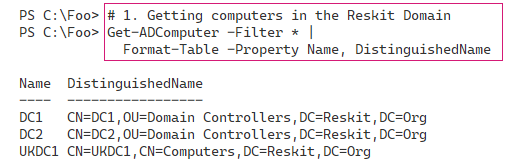 PS C:\Foo> # 1. Getting computers in the Reskit Domain
PS C:\Foo> Get-ADComputer -Filter * |
Format-Table -Property Name, DistinguishedName
Name DistinguishedName
---- -----------------
DC1 CN=DC1,OU=Domain Controllers,DC=Reskit,DC=Org
DC2 CN=DC2,OU=Domain Controllers,DC=Reskit,DC=Org
UKDC1 CN=UKDC1,CN=Computers,DC=Reskit,DC=Org